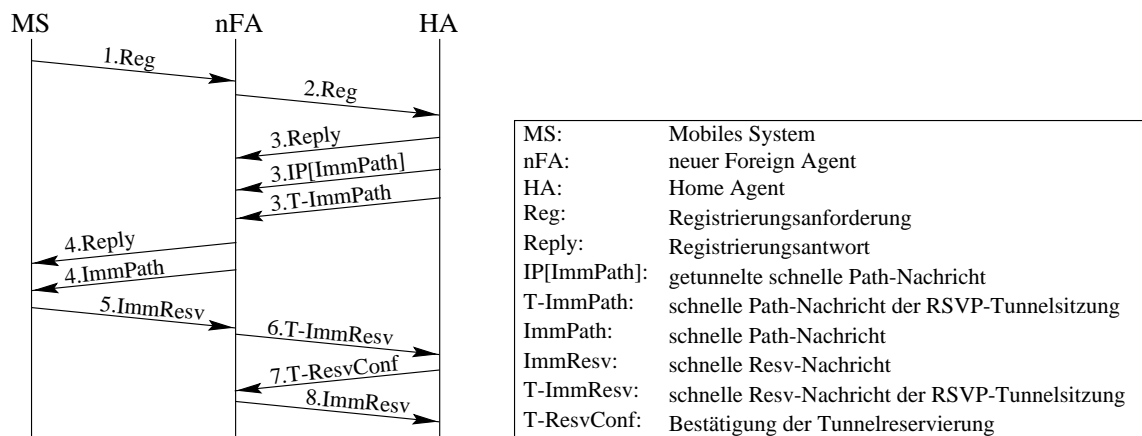 MS nFA HA
1.Reg
2.Reg
3.Reply
3.IP[ImmPath]
3.T-ImmPath
4.Reply
4.ImmPath
5.ImmResv
6.T-ImmResv
7.T-ResvConf
8.ImmResv
MS: Mobiles System
nFA: neuer Foreign Agent
HA: Home Agent
Reg: Registrierungsanforderung
Reply: Registrierungsantwort
IP[ImmPath]: getunnelte schnelle Path-Nachricht
T-ImmPath: schnelle Path-Nachricht der RSVP-Tunnelsitzung
ImmPath: schnelle Path-Nachricht
ImmResv: schnelle Resv-Nachricht
T-ImmResv: schnelle Resv-Nachricht der RSVP-Tunnelsitzung
T-ResvConf: Bestätigung der Tunnelreservierung